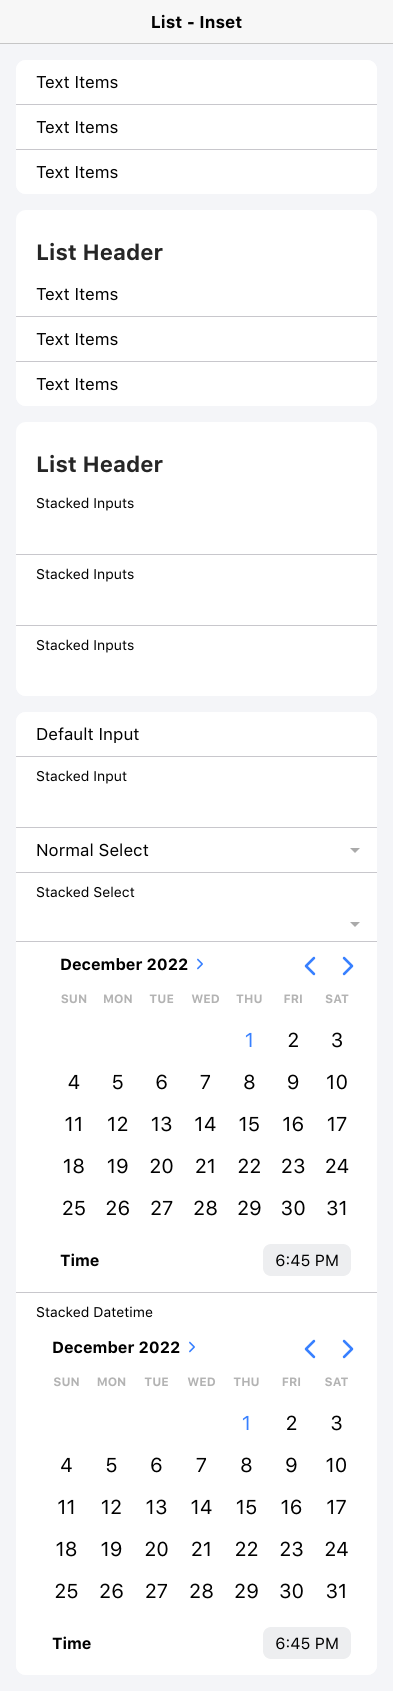 List - Inset
Text Items
Text Items
Text Items
List Header
Text Items
Text Items
Text Items
List Header
Stacked Inputs
Stacked Inputs
Stacked Inputs
Default Input
Stacked Input
Normal Select
Stacked Select
December 2022
SUN MON TUE WED THU FRI SAT
1 2 3
4 5 6 7 8 9 10
11 12 13 14 15 16 17
18 19 20 21 22 23 24
25 26 27 28 29 30 31
Time 6:45 PM
Stacked Datetime
December 2022
SUN MON TUE WED THU FRI SAT
1 2 3
4 5 6 7 8 9 10
11 12 13 14 15 16 17
18 19 20 21 22 23 24
25 26 27 28 29 30 31
Time 6:45 PM